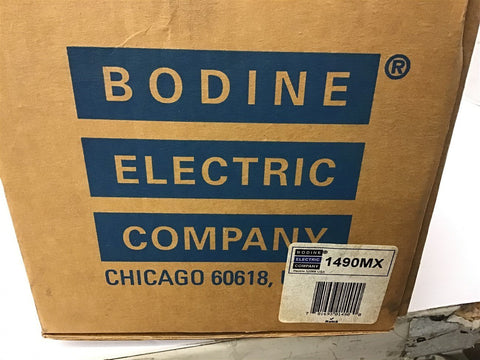 BODINE®
ELECTRIC
COMPANY
CHICAGO 60618,
BODINE®
ELECTRIC
COMPANY
1490MX